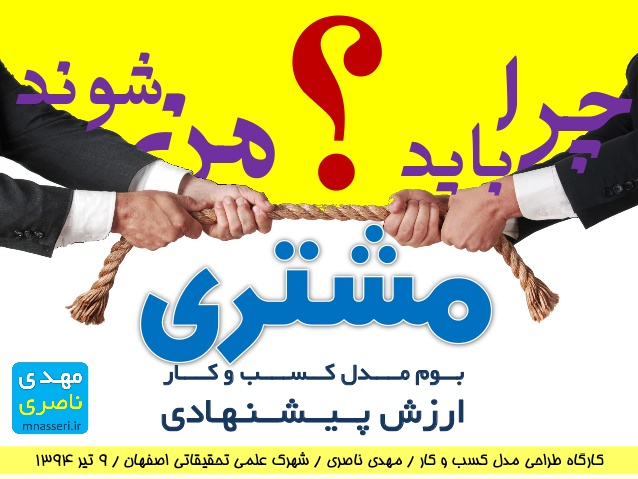 چرا
باید
؟
شوند
مشتری
بوم مدل کسب و کار
ارزش پیشنهادی
مهدی
ناصری
mnasseri.ir
کارگاه طراحی مدل کسب و کار / مهدی ناصری / شهرک علمی تحقیقاتی اصفهان / ۹ تیر ۱۳۹۴